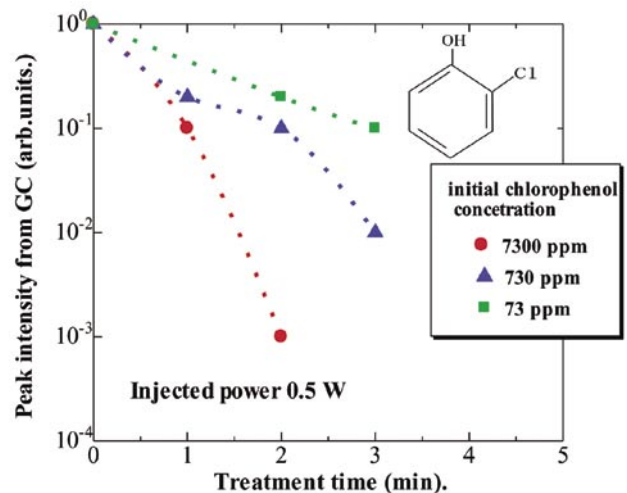 Peak intensity from GC (arb.units.)
10⁰
10⁻¹
10⁻²
10⁻³
10⁻⁴
OH
Cl
initial chlorophenol
concetration
7300 ppm
730 ppm
73 ppm
Injected power 0.5 W
0 1 2 3 4 5
Treatment time (min).